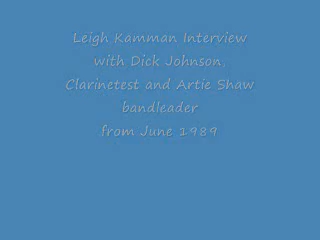 Leigh Kamman Interview
with Dick Johnson,
Clarinetest and Artie Shaw
bandleader
from June 1989